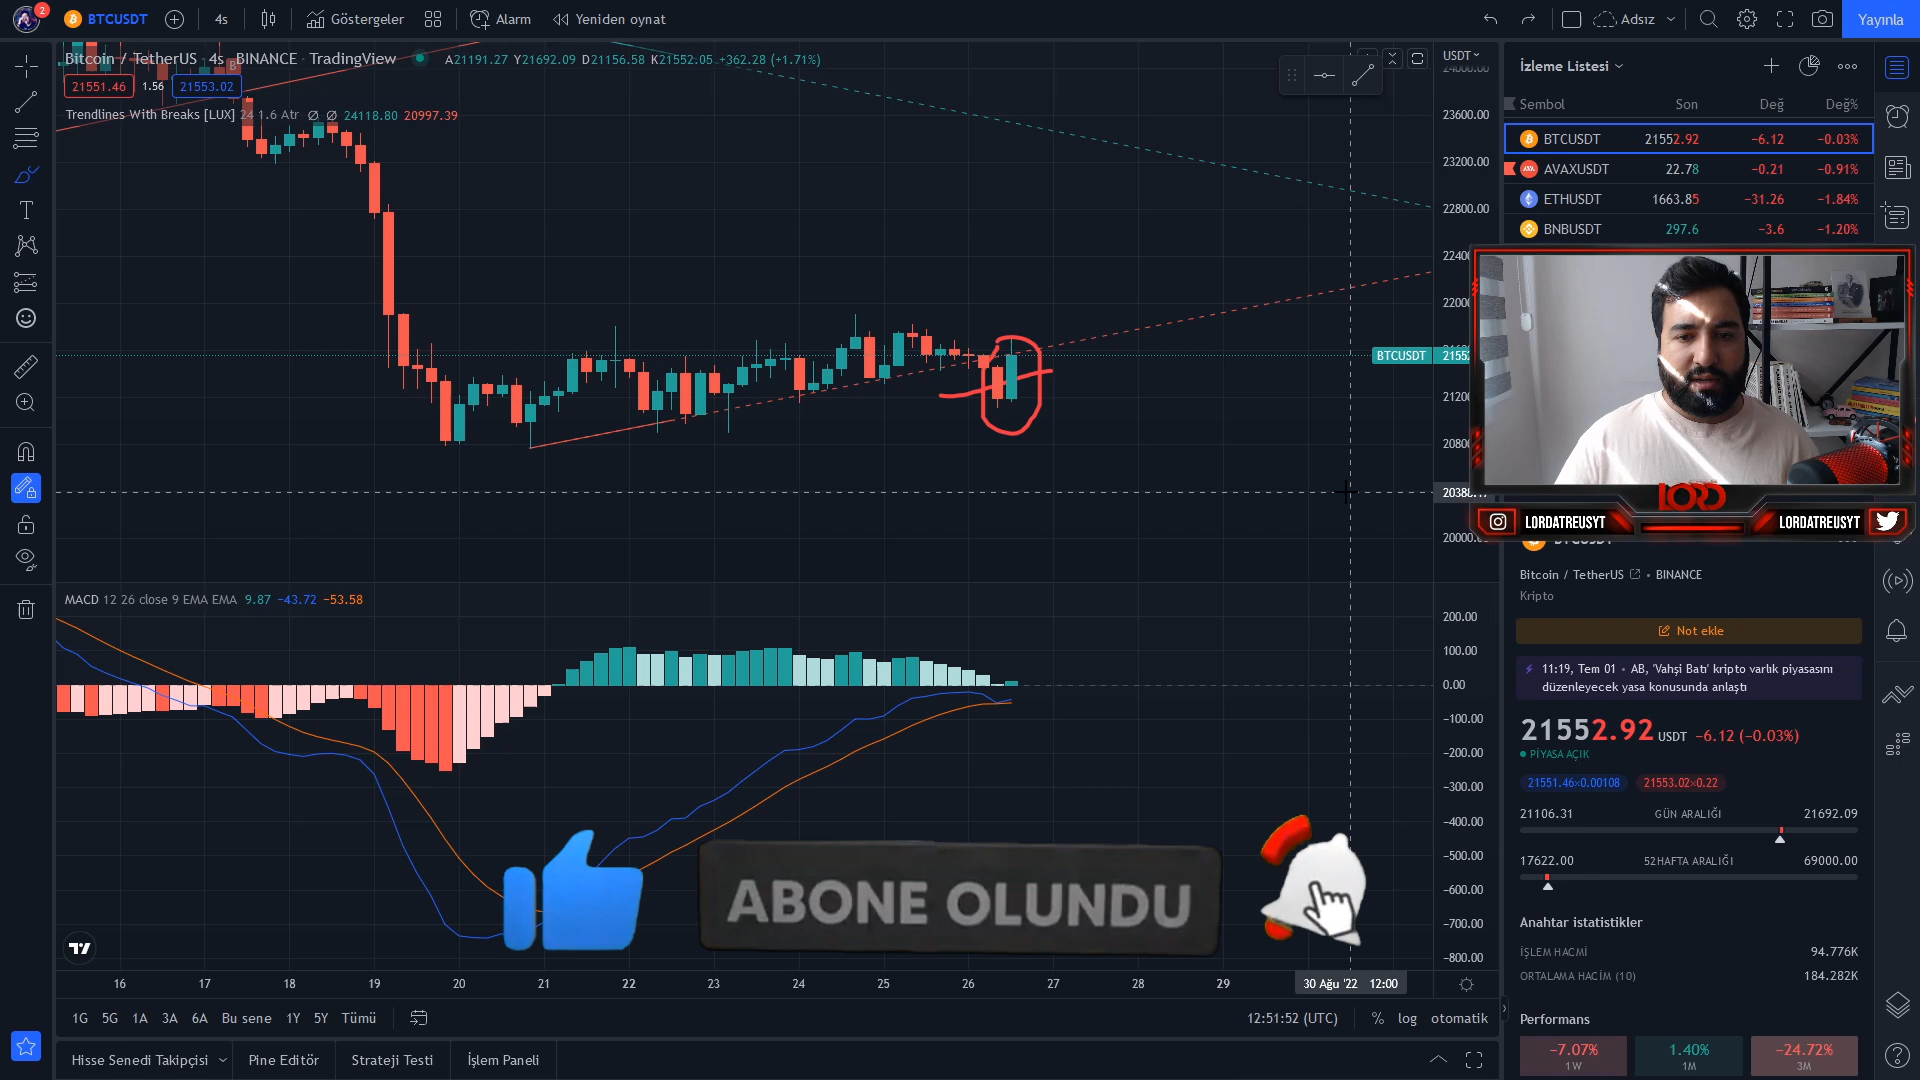 2
BTCUSDT
4s
Göstergeler
Alarm
Yeniden oynat
Adsız
Yayınla
Bitcoin / TetherUS · 4s · BINANCE · TradingView
A21191.27 Y21692.09 D21156.58 K21552.05 +362.28 (+1.71%)
21551.46 1.56 21553.02
Trendlines With Breaks [LUX] 24 1.6 Atr Ø Ø 24118.80 20997.39
B
USDT
24000.00
23600.00
23200.00
22800.00
BTCUSDT
20000.00
İzleme Listesi
Sembol Son Değ Değ%
BTCUSDT 21552.92 −6.12 −0.03%
AVAXUSDT 22.78 −0.21 −0.91%
ETHUSDT 1663.85 −31.26 −1.84%
BNBUSDT 297.6 −3.6 −1.20%
LORD
LORDATREUSYT
LORDATREUSYT
BTCUSDT
Bitcoin / TetherUS • BINANCE
Kripto
Not ekle
11:19, Tem 01 • AB, 'Vahşi Batı' kripto varlık piyasasını
düzenleyecek yasa konusunda anlaştı
21552.92 USDT −6.12 (−0.03%)
PİYASA AÇIK
21551.46×0.00108 21553.02×0.22
21106.31 GÜN ARALIĞI 21692.09
17622.00 52HAFTA ARALIĞI 69000.00
Anahtar istatistikler
İŞLEM HACMİ 94.776K
ORTALAMA HACİM (10) 184.282K
Performans
−7.07% 1.40% −24.72%
1W 1M 3M
MACD 12 26 close 9 EMA EMA 9.87 −43.72 −53.58
200.00
100.00
0.00
−100.00
−200.00
−300.00
−400.00
−500.00
−600.00
−700.00
−800.00
ABONE OLUNDU
16 17 18 19 20 21 22 23 24 25 26 27 28 29 30 Ağu '22 12:00
1G 5G 1A 3A 6A Bu sene 1Y 5Y Tümü
12:51:52 (UTC) % log otomatik
Hisse Senedi Takipçisi Pine Editör Strateji Testi İşlem Paneli